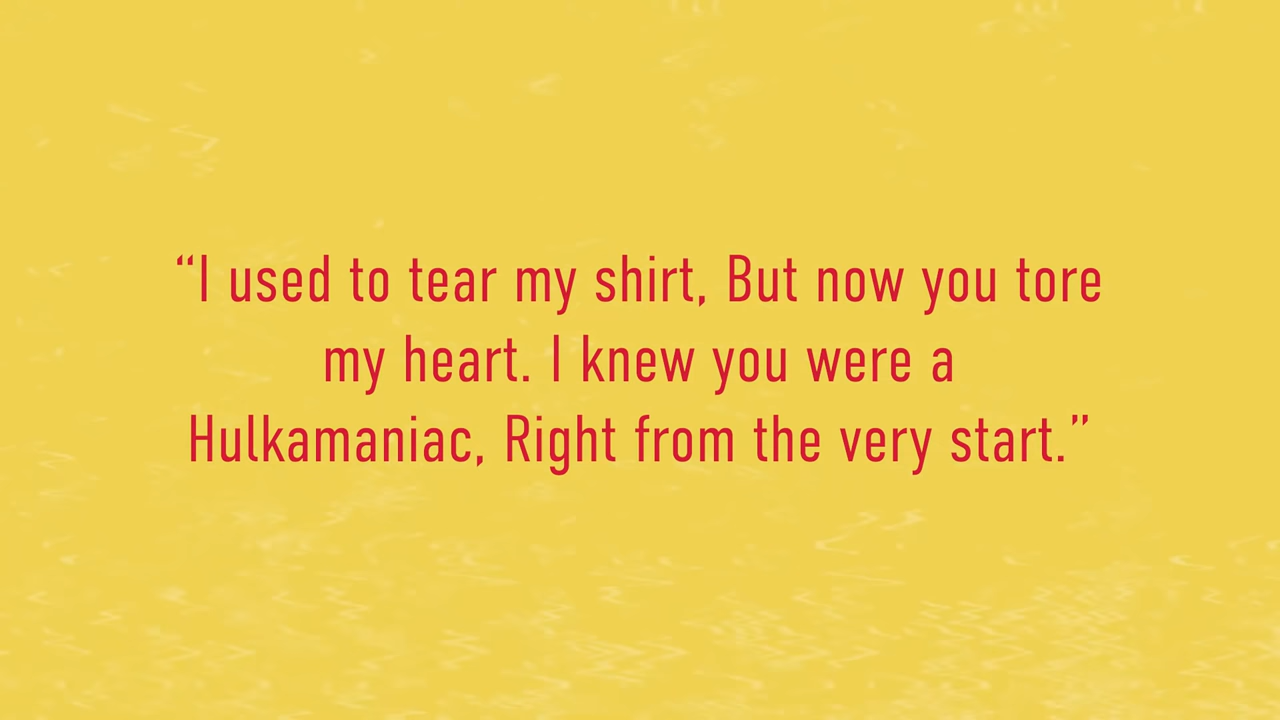 “I used to tear my shirt, But now you tore
my heart. I knew you were a
Hulkamaniac, Right from the very start.”